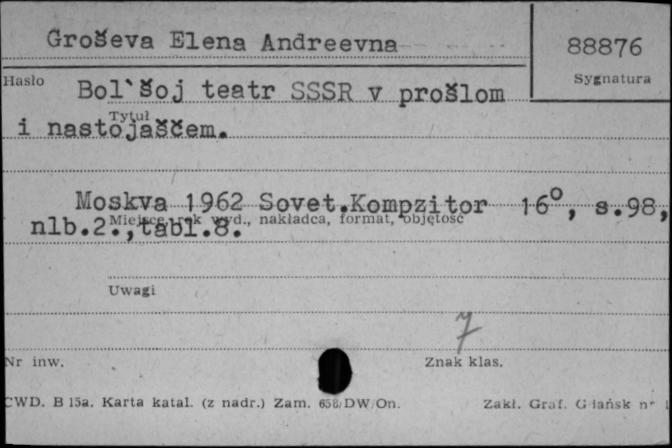 Groševa Elena Andreevna
88876
Hasło
Sygnatura
Bol`šoj teatr SSSR v prošlom
Tytuł
i nastojaščem.
Moskva 1962 Sovet.Kompzitor 16°, s.98,
Miejsce, rok wyd., nakładca, format, objętość
nlb.2.,tabl.8.
Uwagi
7
Nr inw.
Znak klas.
CWD. B 15a. Karta katal. (z nadr.) Zam. 658/DW/On.
Zakł. Graf. Gdańsk